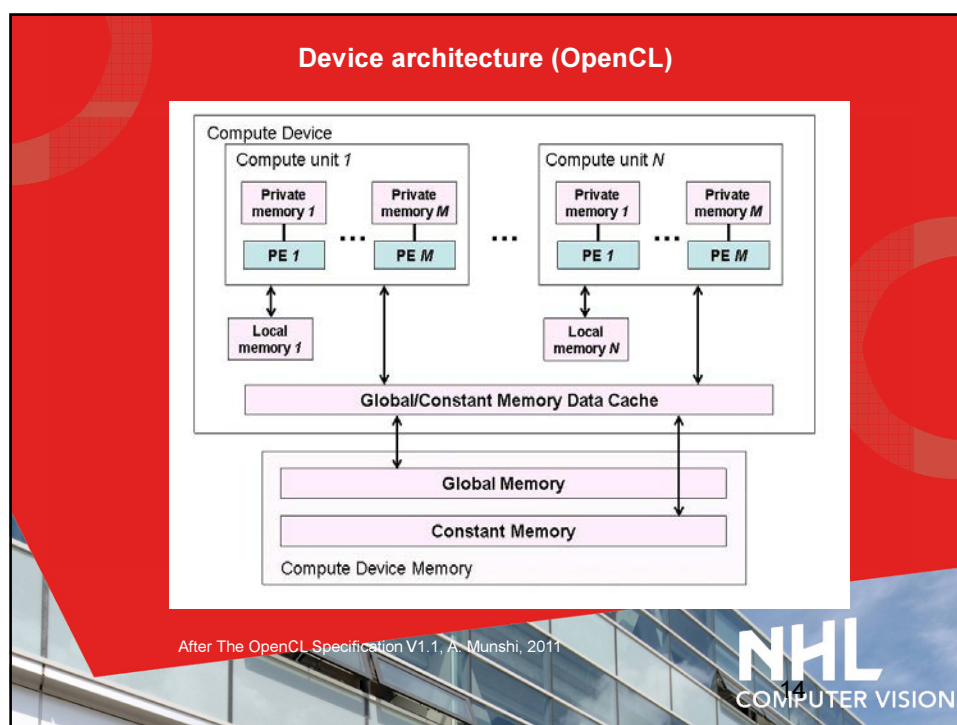 Device architecture (OpenCL)
Compute Device
Compute unit 1
Private
memory 1
Private
memory M
...
PE 1
PE M
...
Compute unit N
Private
memory 1
Private
memory M
...
PE 1
PE M
Local
memory 1
Local
memory N
Global/Constant Memory Data Cache
Global Memory
Constant Memory
Compute Device Memory
After The OpenCL Specification V1.1, A. Munshi, 2011
NHL
14
COMPUTER VISION